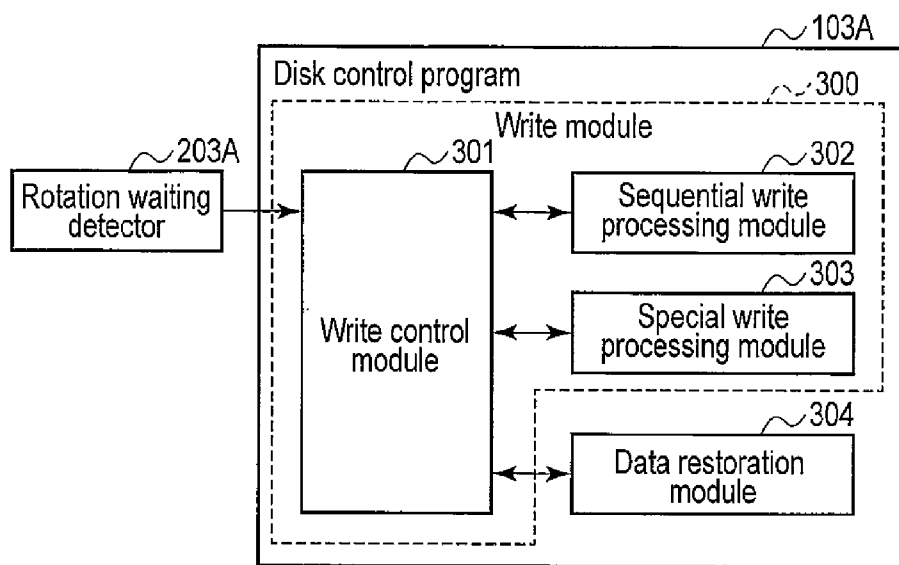 103A
Disk control program
300
Write module
203A
301
302
Rotation waiting
detector
Sequential write
processing module
303
Write control
module
Special write
processing module
304
Data restoration
module